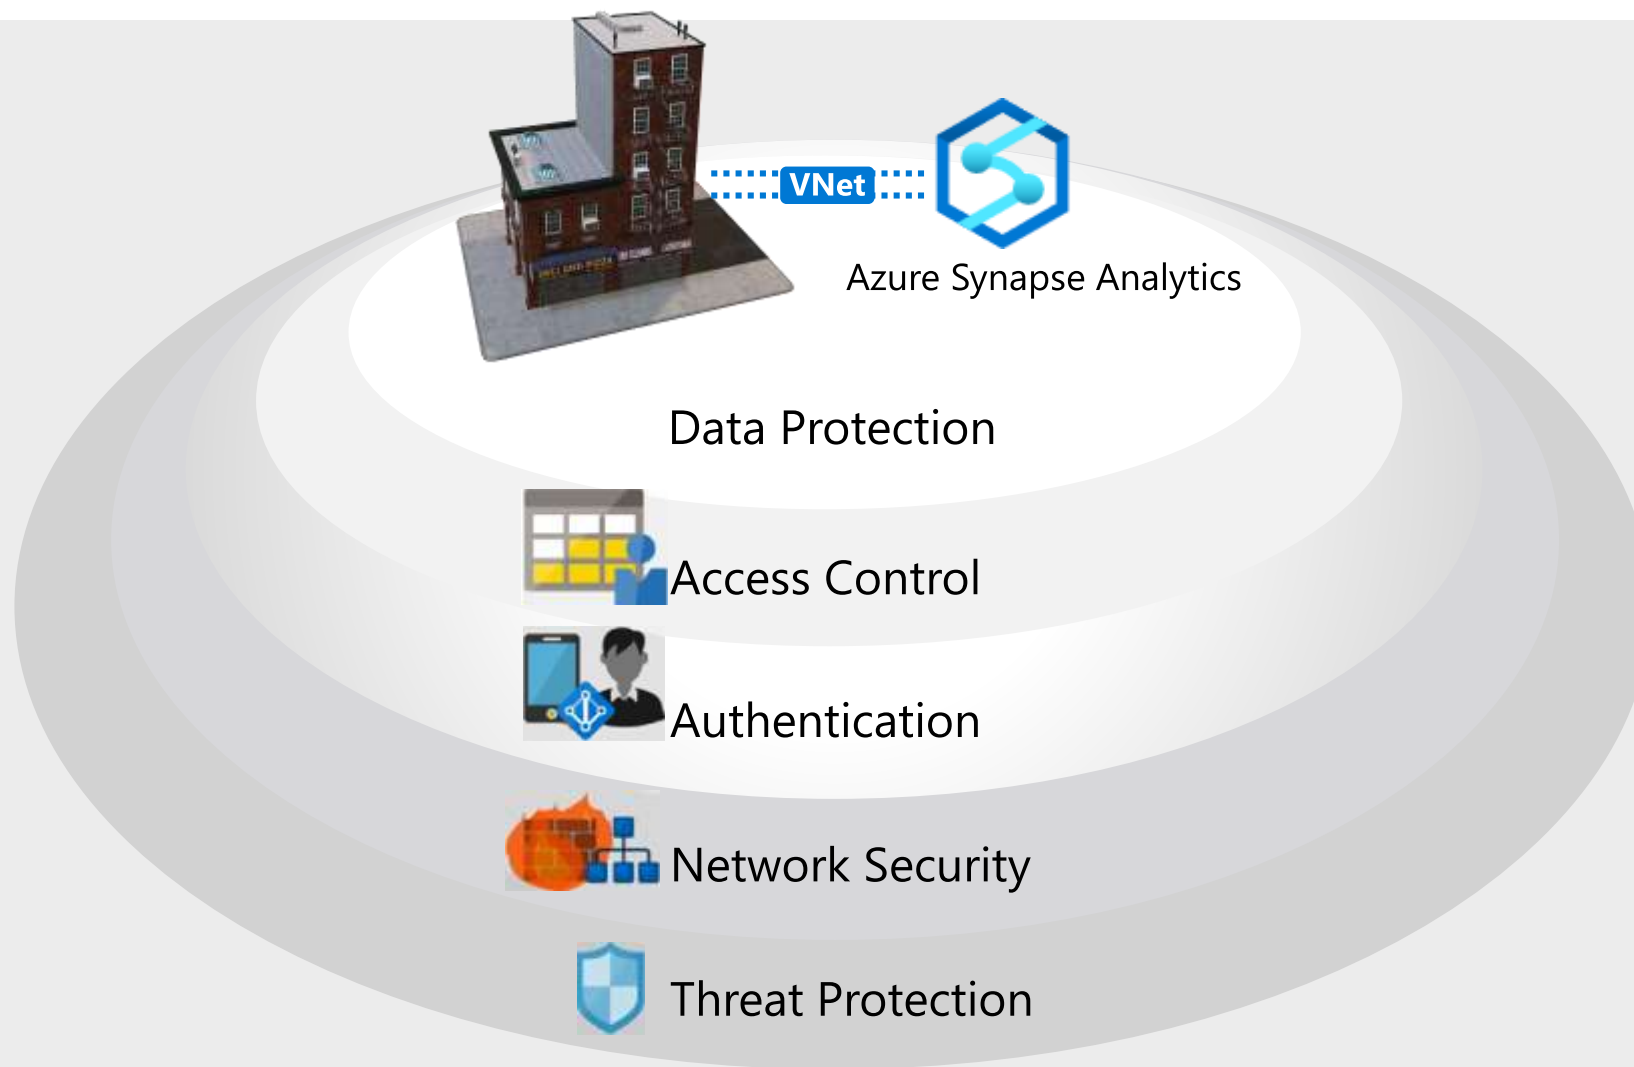 VNet
Azure Synapse Analytics
Data Protection
Access Control
Authentication
Network Security
Threat Protection